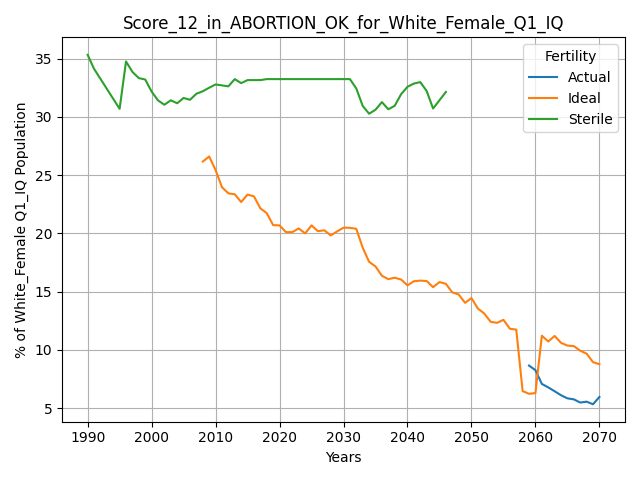 Score_12_in_ABORTION_OK_for_White_Female_Q1_IQ
% of White_Female Q1_IQ Population
35
30
25
20
15
10
5
Fertility
Actual
Ideal
Sterile
1990 2000 2010 2020 2030 2040 2050 2060 2070
Years